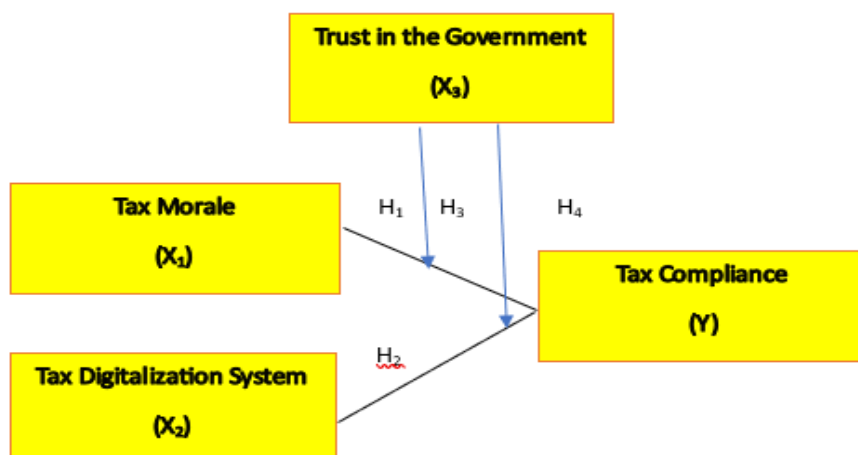 Trust in the Government
(X₃)
H₁ H₃ H₄
Tax Morale
(X₁)
Tax Compliance
(Y)
H₂
Tax Digitalization System
(X₂)